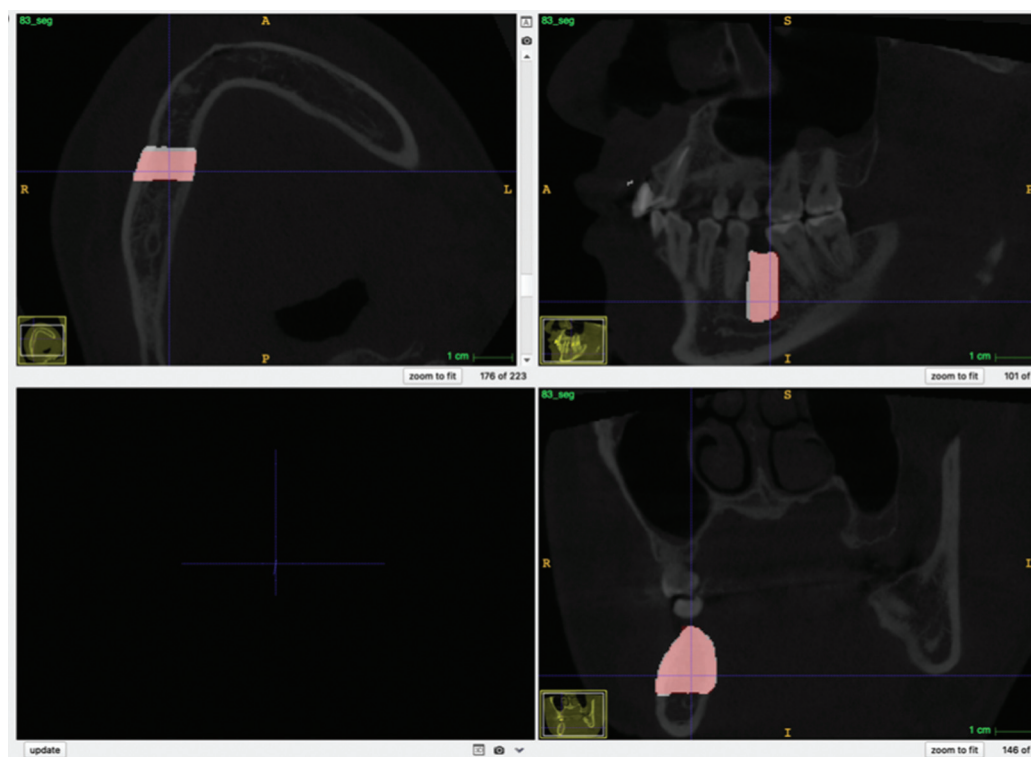 83_seg
A
A
R
L
P
1 cm
zoom to fit
176 of 223
83_seg
S
A
I
1 cm
zoom to fit
101 of
update
83_seg
S
R
I
1 cm
zoom to fit
146 of